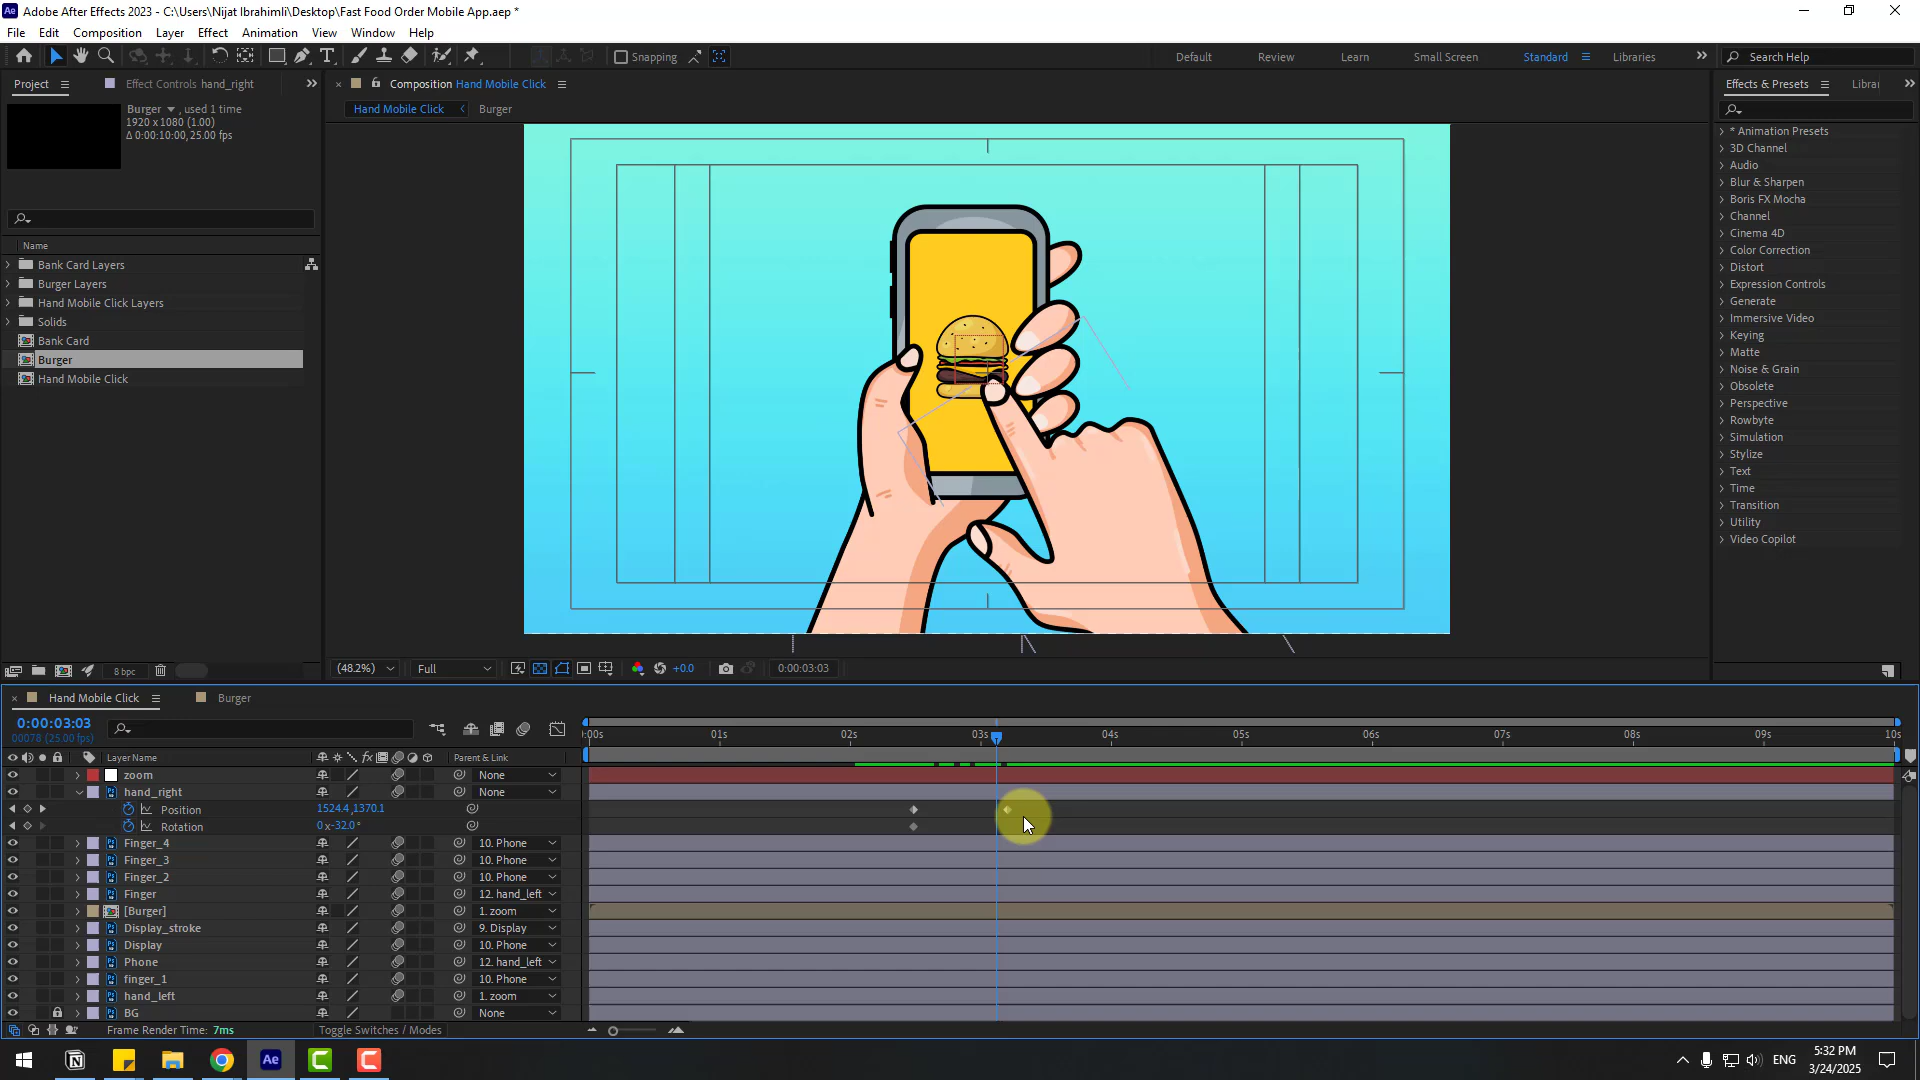 Adobe After Effects 2023 - C:\Users\Nijat Ibrahimli\Desktop\Fast Food Order Mobile App.aep *
File Edit Composition Layer Effect Animation View Window Help
Snapping Default Review Learn Small Screen Standard Libraries Search Help
Project Effect Controls hand_right Composition Hand Mobile Click Effects & Presets Librar
Burger , used 1 time
1920 x 1080 (1.00)
Δ 0:00:10:00, 25.00 fps
Hand Mobile Click Burger
Name
Bank Card Layers
Burger Layers
Hand Mobile Click Layers
Solids
Bank Card
Burger
Hand Mobile Click
* Animation Presets
3D Channel
Audio
Blur & Sharpen
Boris FX Mocha
Channel
Cinema 4D
Color Correction
Distort
Expression Controls
Generate
Immersive Video
Keying
Matte
Noise & Grain
Obsolete
Perspective
Rowbyte
Simulation
Stylize
Text
Time
Transition
Utility
Video Copilot
8 bpc (48.2%) Full +0.0 0:00:03:03
Hand Mobile Click Burger
0:00:03:03
00078 (25.00 fps)
:00s 01s 02s 03s 04s 05s 06s 07s 08s 09s 10s
Layer Name Parent & Link
zoom None
hand_right None
Position 1524.4,1370.1
Rotation 0x-32.0°
Finger_4 10. Phone
Finger_3 10. Phone
Finger_2 10. Phone
Finger 12. hand_left
[Burger] 1. zoom
Display_stroke 9. Display
Display 10. Phone
Phone 12. hand_left
finger_1 10. Phone
hand_left 1. zoom
BG None
Frame Render Time: 7ms Toggle Switches / Modes
Ae ENG
5:32 PM
3/24/2025